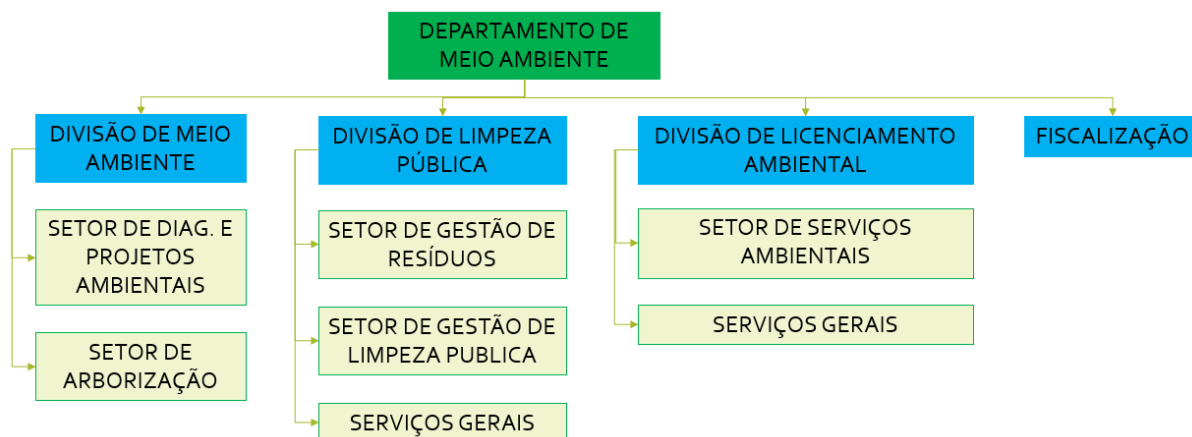 DEPARTAMENTO DE
MEIO AMBIENTE
DIVISÃO DE MEIO
AMBIENTE
SETOR DE DIAG. E
PROJETOS
AMBIENTAIS
SETOR DE
ARBORIZAÇÃO
DIVISÃO DE LIMPEZA
PÚBLICA
SETOR DE GESTÃO DE
RESÍDUOS
SETOR DE GESTÃO DE
LIMPEZA PUBLICA
SERVIÇOS GERAIS
DIVISÃO DE LICENCIAMENTO
AMBIENTAL
SETOR DE SERVIÇOS
AMBIENTAIS
SERVIÇOS GERAIS
FISCALIZAÇÃO